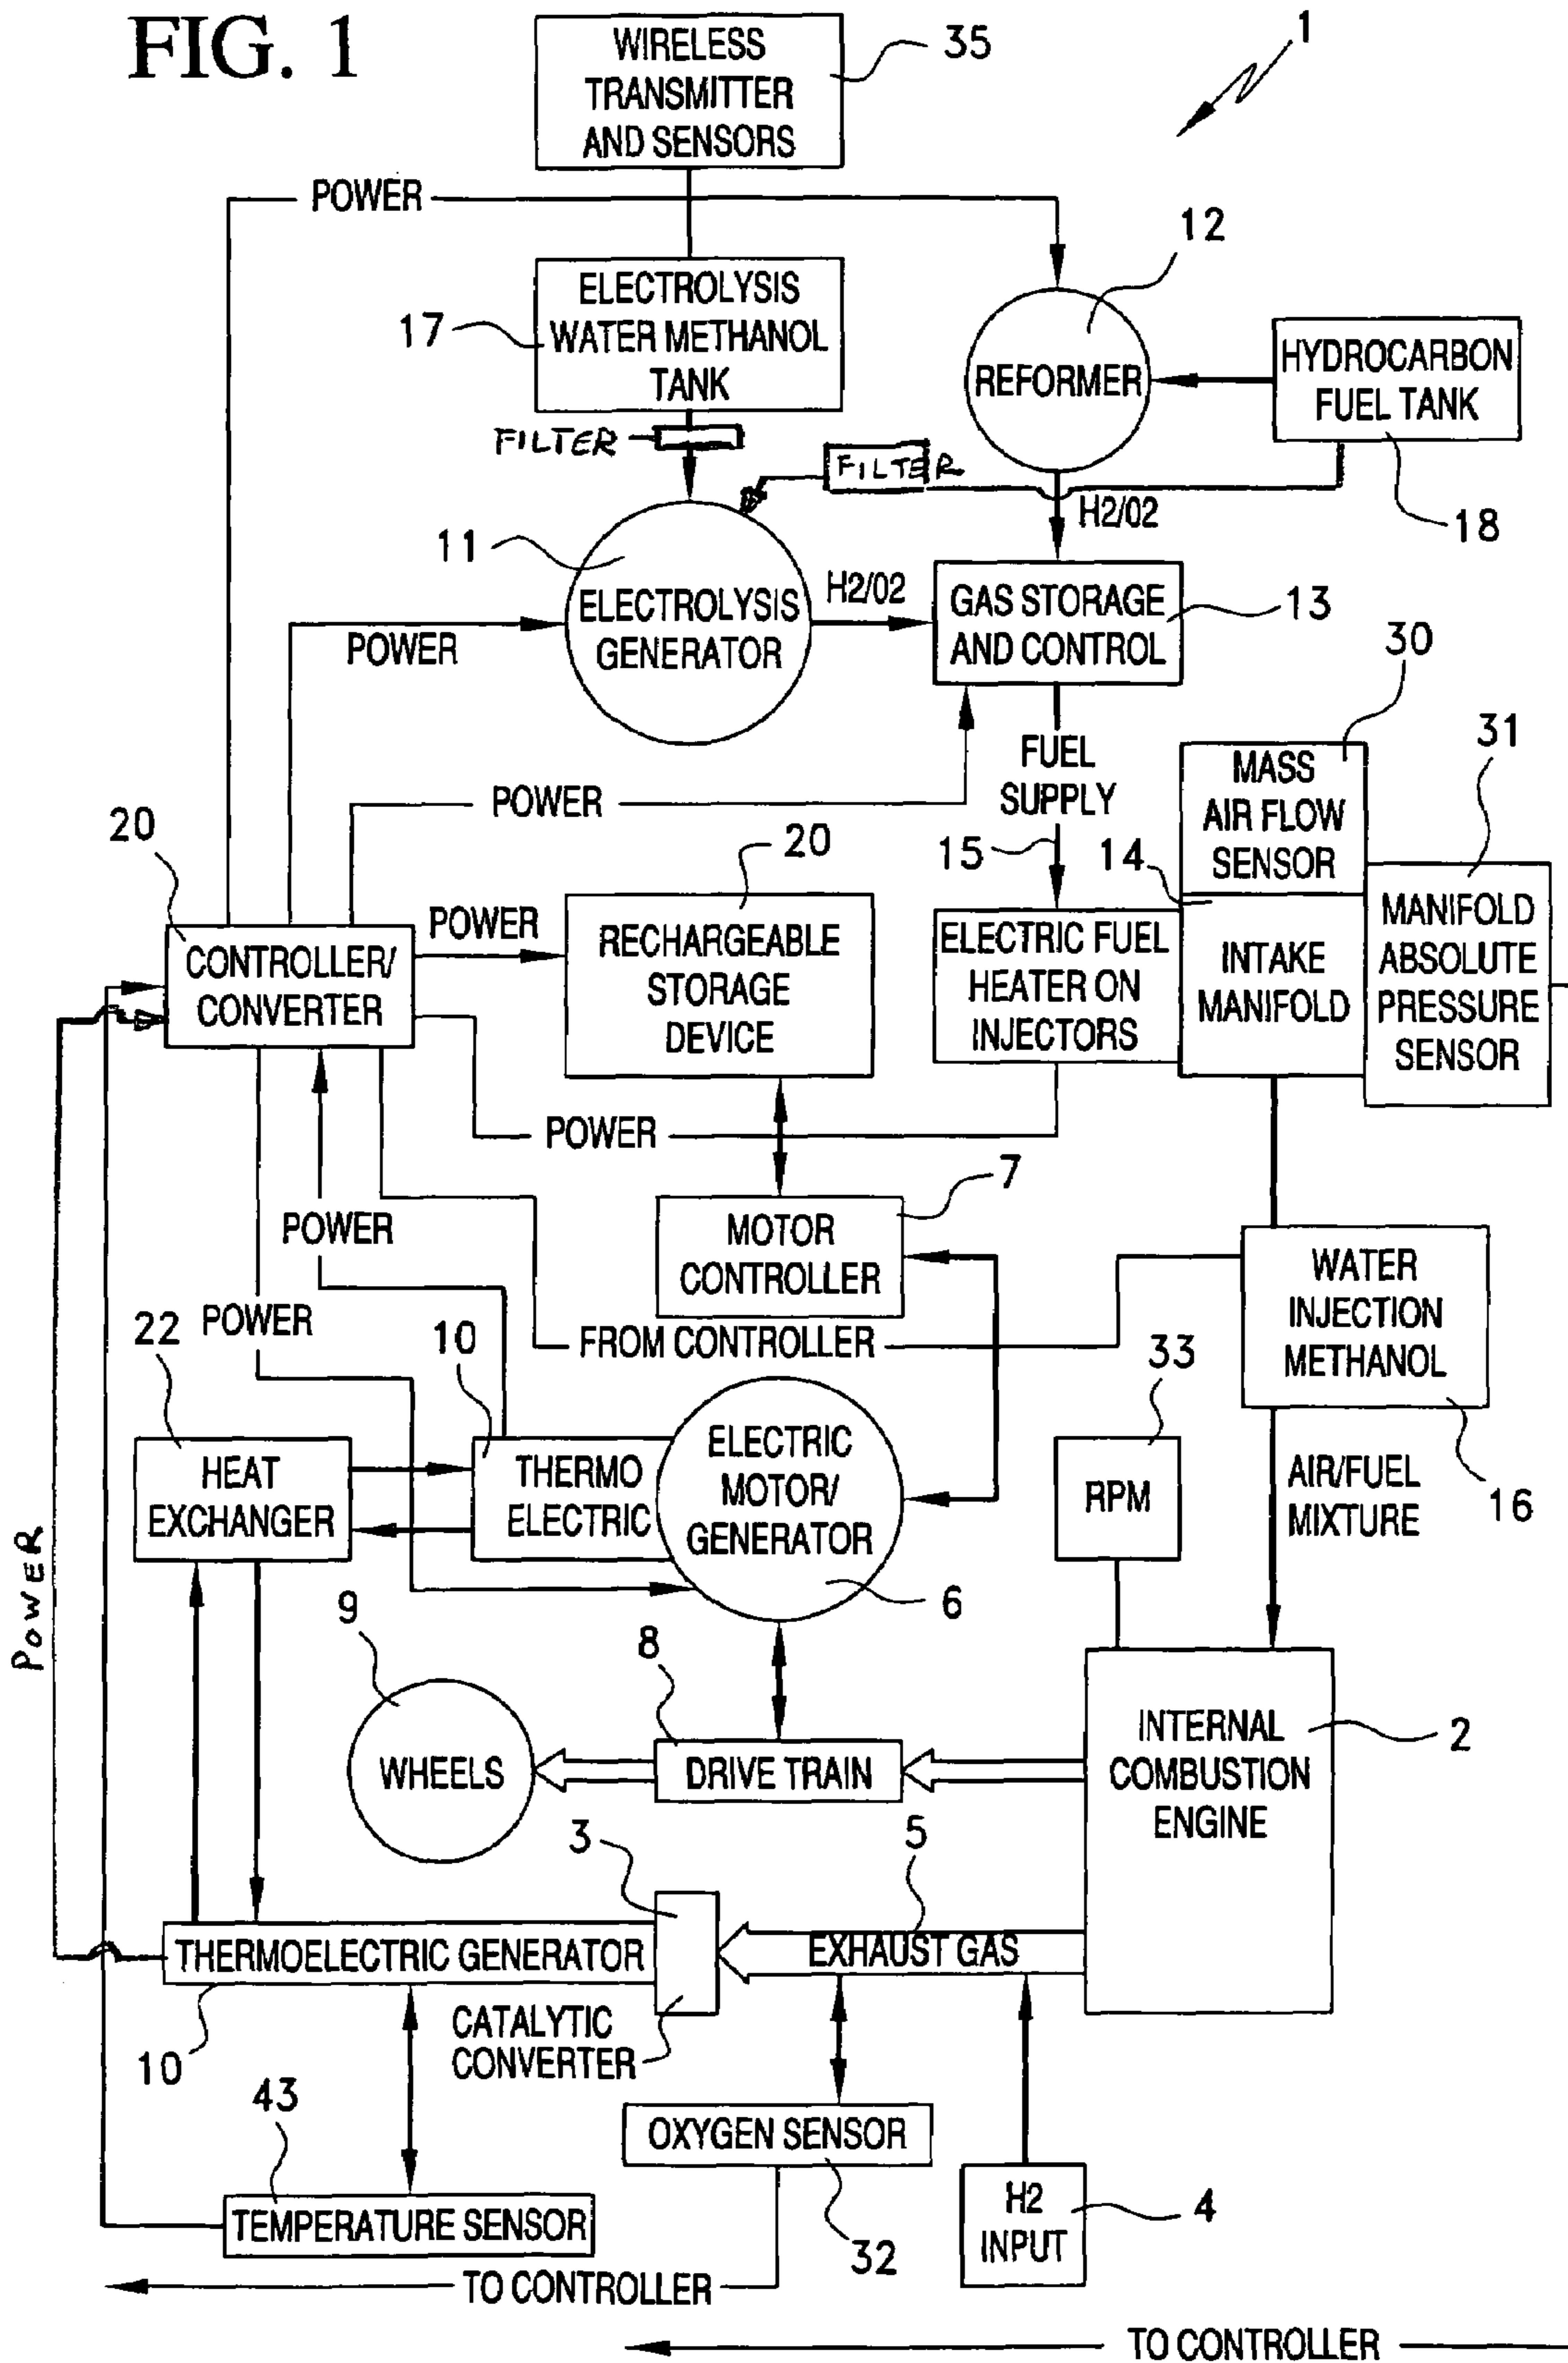 FIG. 1
1
WIRELESS
TRANSMITTER
AND SENSORS
35
POWER
12
ELECTROLYSIS
WATER METHANOL
TANK
17
REFORMER
HYDROCARBON
FUEL TANK
18
FILTER
FILTER
H2/02
11
ELECTROLYSIS
GENERATOR
H2/02
POWER
GAS STORAGE
AND CONTROL
13
30
MASS
AIR FLOW
SENSOR
31
FUEL
SUPPLY
POWER
20
20
15
14
CONTROLLER/
CONVERTER
POWER
RECHARGEABLE
STORAGE
DEVICE
ELECTRIC FUEL
HEATER ON
INJECTORS
INTAKE
MANIFOLD
MANIFOLD
ABSOLUTE
PRESSURE
SENSOR
POWER
7
POWER
MOTOR
CONTROLLER
WATER
INJECTION
METHANOL
16
22
POWER
10
FROM CONTROLLER
33
HEAT
EXCHANGER
THERMO
ELECTRIC
ELECTRIC
MOTOR/
GENERATOR
6
RPM
AIR/FUEL
MIXTURE
POWER
9
8
WHEELS
DRIVE TRAIN
INTERNAL
COMBUSTION
ENGINE
2
3
5
THERMOELECTRIC GENERATOR
EXHAUST GAS
10
CATALYTIC
CONVERTER
43
OXYGEN SENSOR
32
TEMPERATURE SENSOR
H2
INPUT
4
TO CONTROLLER
TO CONTROLLER